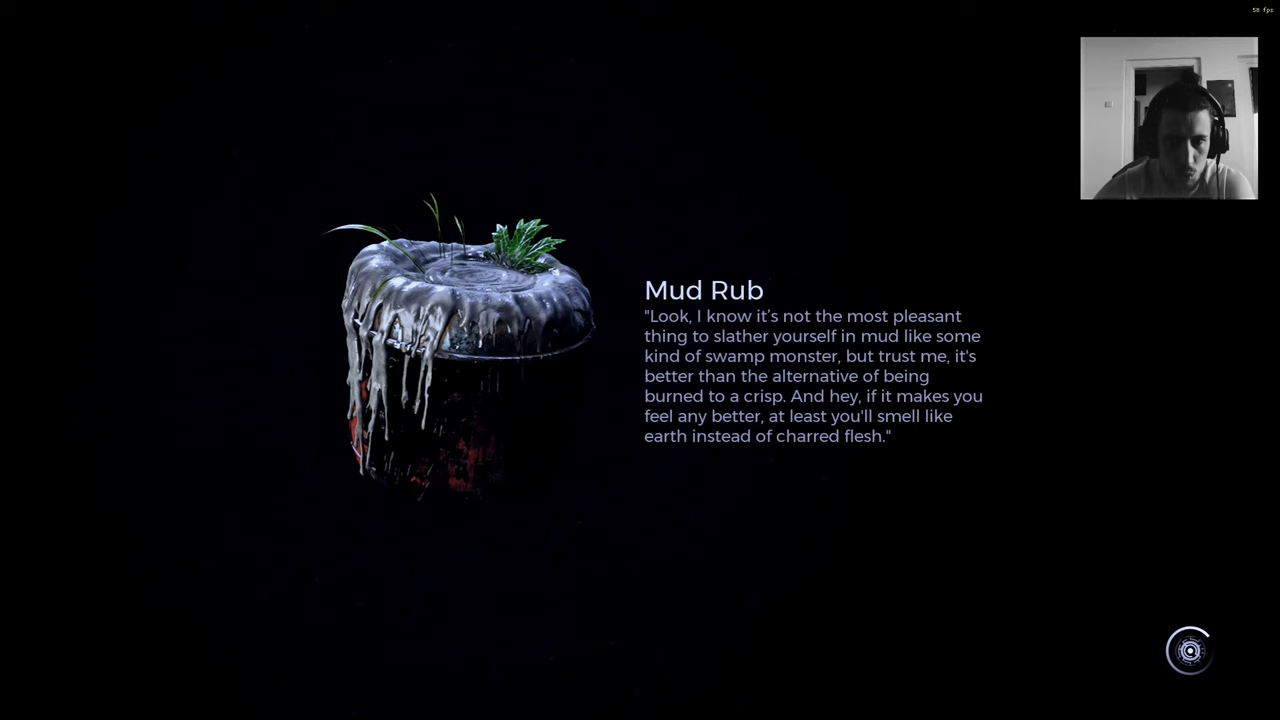 58 fps
Mud Rub
"Look, I know it's not the most pleasant
thing to slather yourself in mud like some
kind of swamp monster, but trust me, it's
better than the alternative of being
burned to a crisp. And hey, if it makes you
feel any better, at least you'll smell like
earth instead of charred flesh."